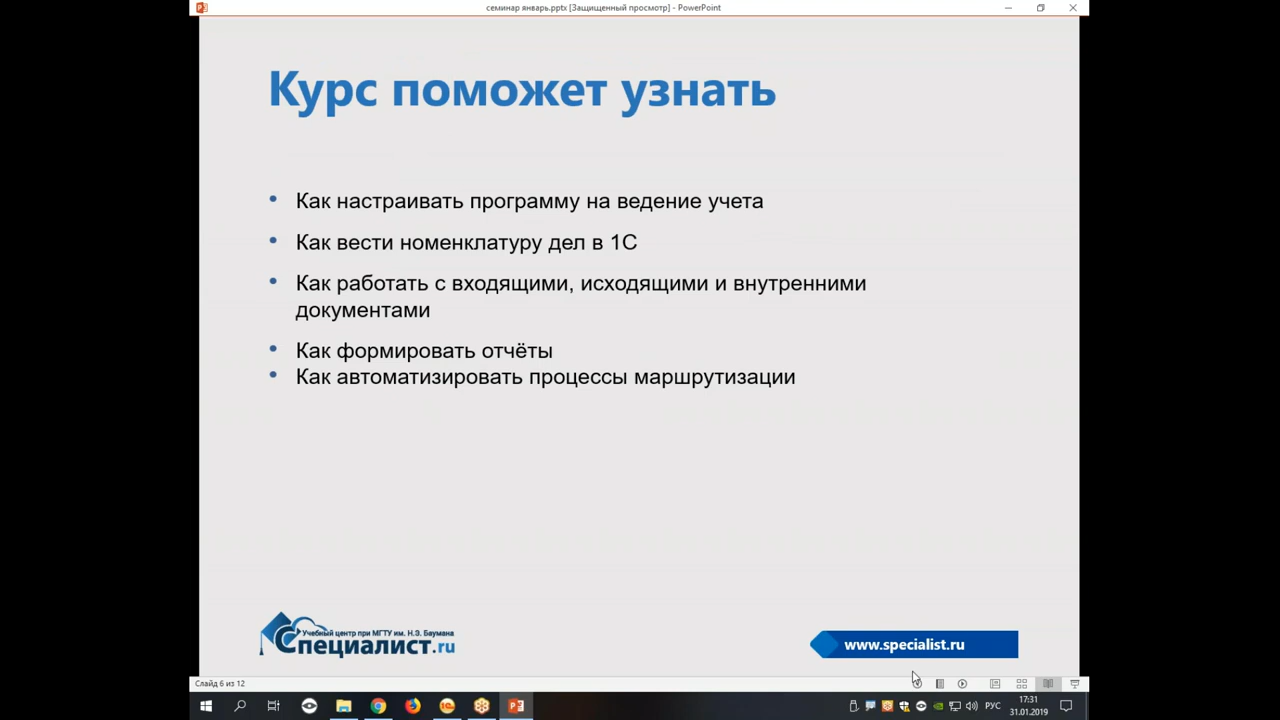 семинар январь.pptx [Защищенный просмотр] - PowerPoint
Курс поможет узнать
• Как настраивать программу на ведение учета
• Как вести номенклатуру дел в 1С
• Как работать с входящими, исходящими и внутренними
документами
• Как формировать отчёты
• Как автоматизировать процессы маршрутизации
Учебный центр при МГТУ им. Н.Э. Баумана
Специалист.ru
www.specialist.ru
Слайд 6 из 12
РУС
17:31
31.01.2019